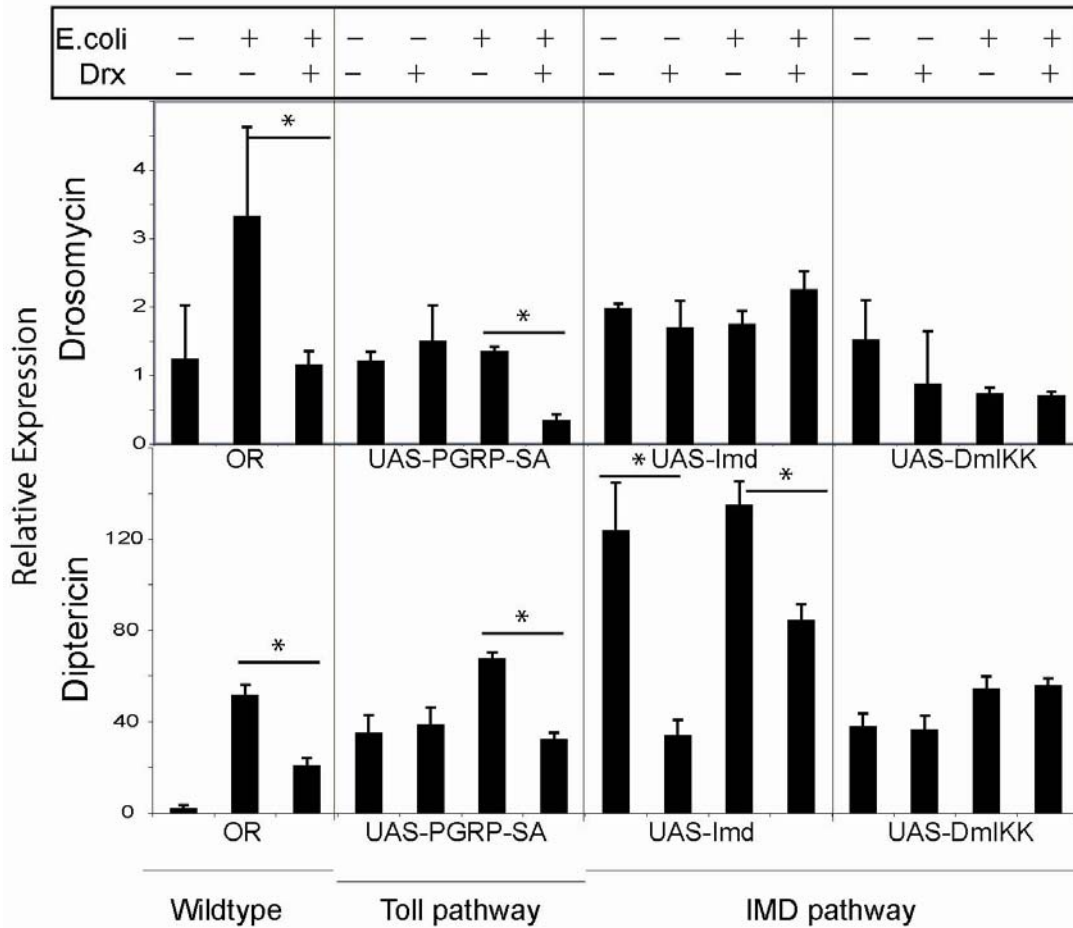 E.coli − + + − − + + − − + + − − + +
Drx − − + − + − + − + − + − + − +
Relative Expression
Drosomycin
4
3
2
1
0
* *
OR UAS-PGRP-SA UAS-Imd UAS-DmIKK
Diptericin
120
80
40
0
* * * *
OR UAS-PGRP-SA UAS-Imd UAS-DmIKK
Wildtype Toll pathway IMD pathway